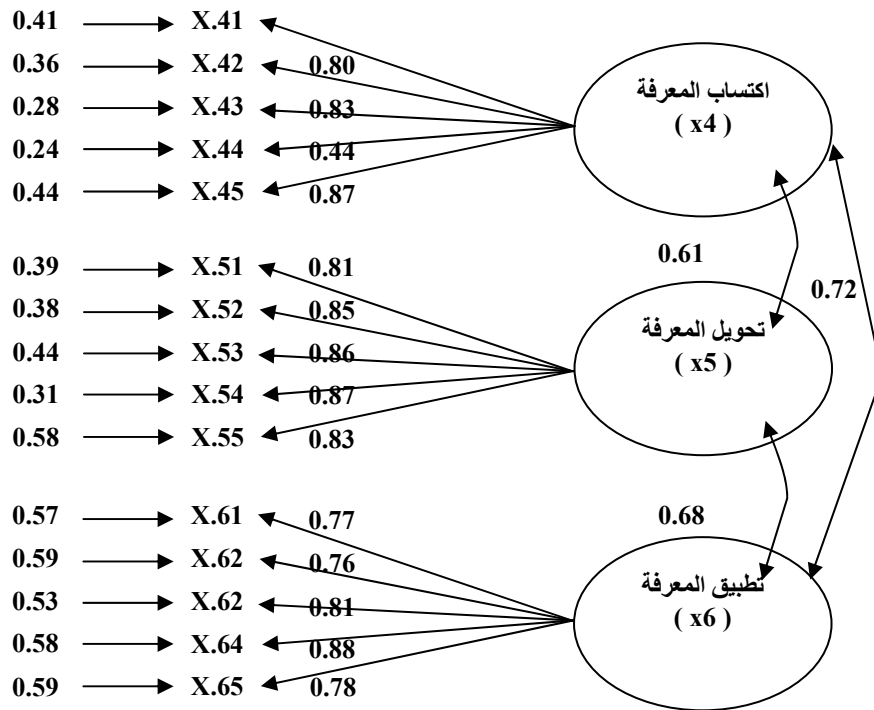 0.41 X.41
0.36 X.42 0.80
0.28 X.43 0.83
0.24 X.44 0.44
0.44 X.45 0.87
اكتساب المعرفة
( x4 )
0.61
0.72
0.39 X.51 0.81
0.38 X.52 0.85
0.44 X.53 0.86
0.31 X.54 0.87
0.58 X.55 0.83
تحويل المعرفة
( x5 )
0.68
0.57 X.61 0.77
0.59 X.62 0.76
0.53 X.62 0.81
0.58 X.64 0.88
0.59 X.65 0.78
تطبيق المعرفة
( x6 )